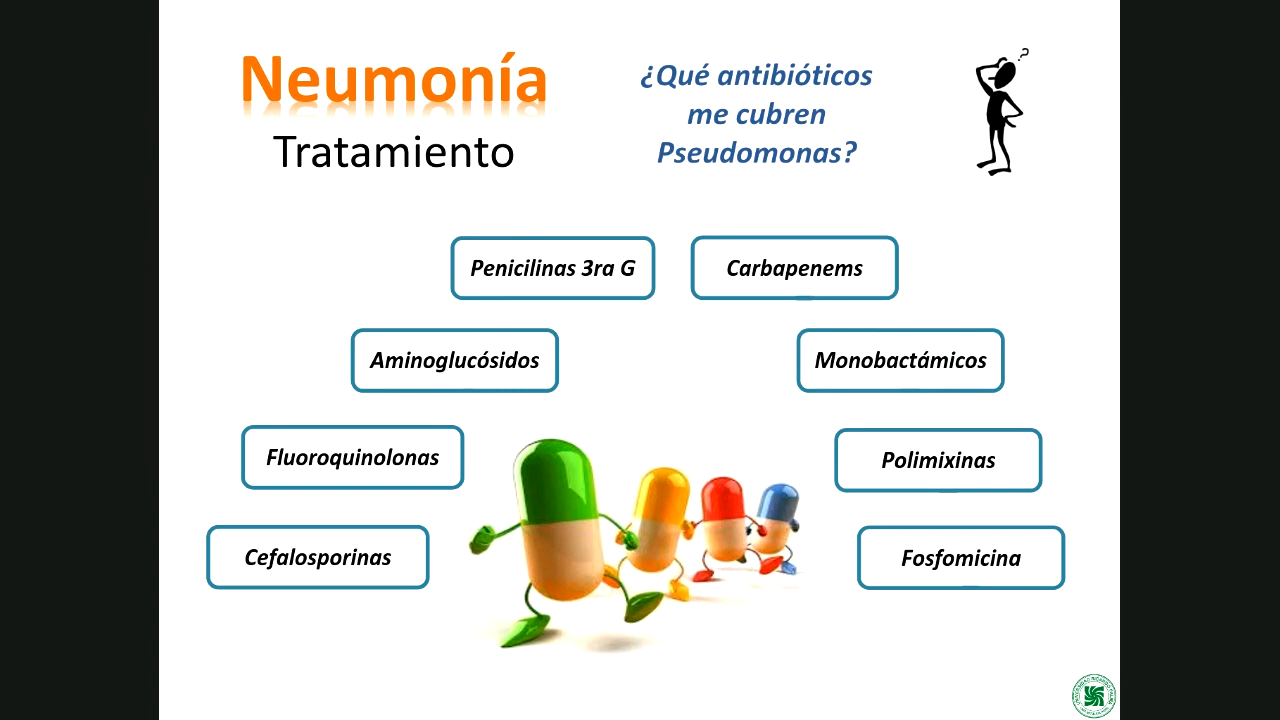 Neumonía
Tratamiento
¿Qué antibióticos
me cubren
Pseudomonas?
Penicilinas 3ra G
Carbapenems
Aminoglucósidos
Monobactámicos
Fluoroquinolonas
Polimixinas
Cefalosporinas
Fosfomicina